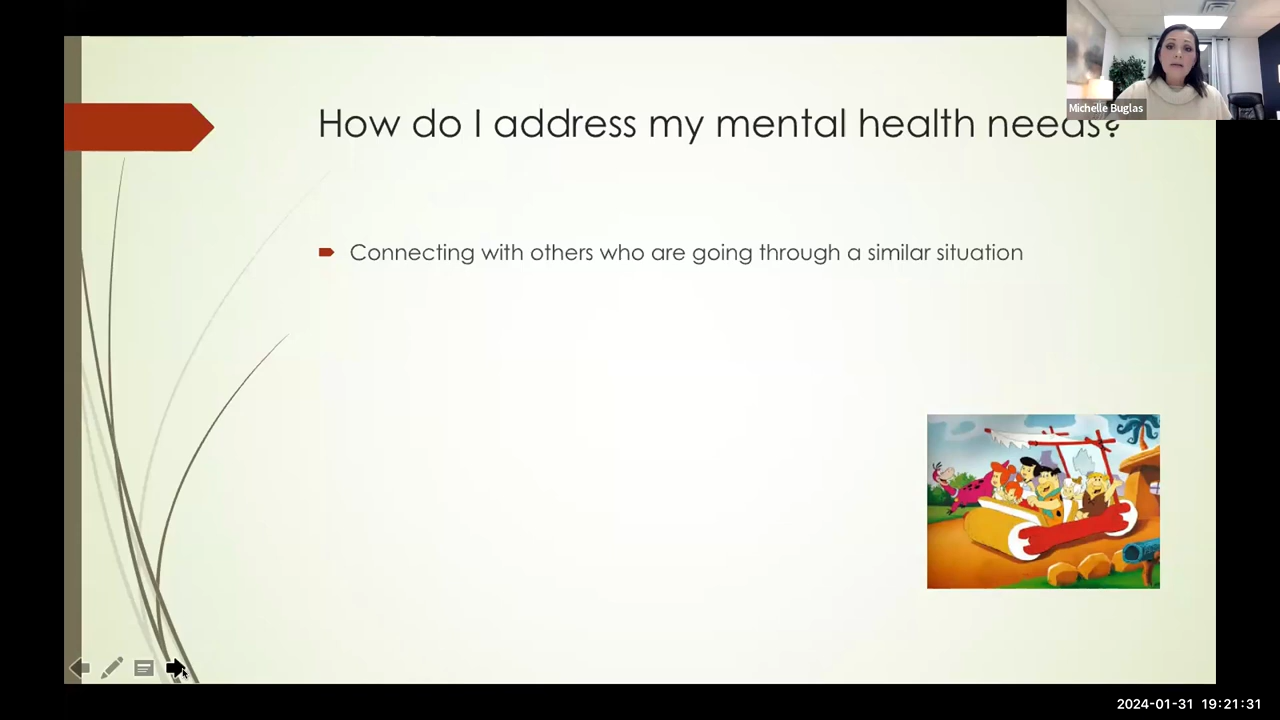 How do I address my mental health needs?
Michelle Buglas
Connecting with others who are going through a similar situation
2024-01-31 19:21:31